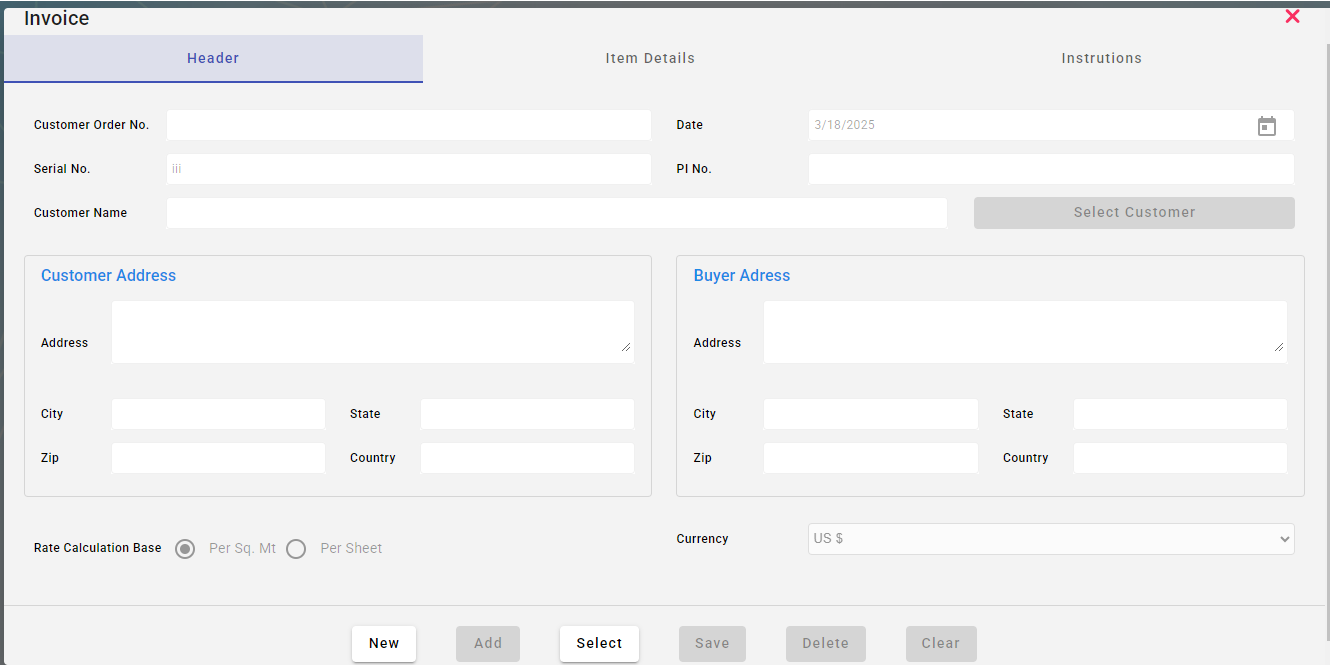 Invoice
Header Item Details Instrutions
Customer Order No. Date 3/18/2025
Serial No. iii PI No.
Customer Name Select Customer
Customer Address Buyer Adress
Address Address
City State City State
Zip Country Zip Country
Rate Calculation Base Per Sq. Mt Per Sheet Currency US $
New Add Select Save Delete Clear